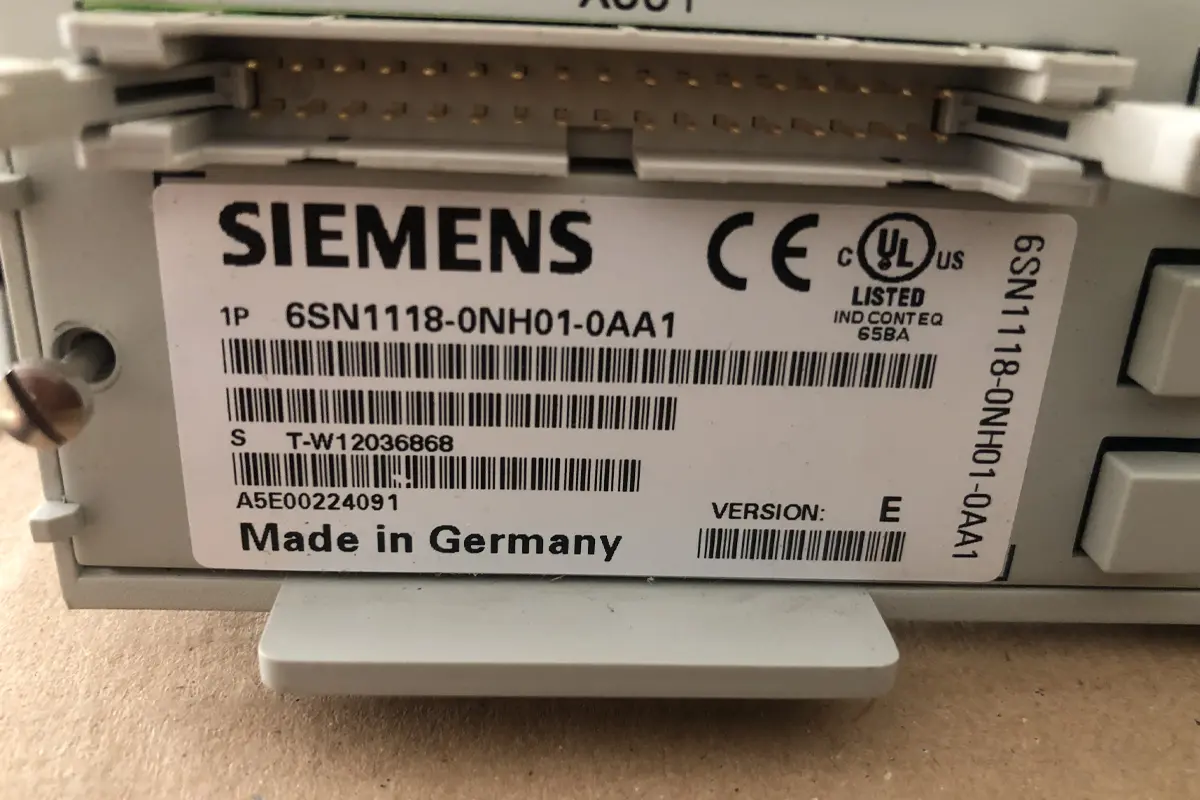 SIEMENS
CE
C UL US
LISTED
IND CONT EQ
65BA
1P 6SN1118-0NH01-0AA1
S T-W12036868
A5E00224091
VERSION: E
Made in Germany
6SN1118-0NH01-0AA1